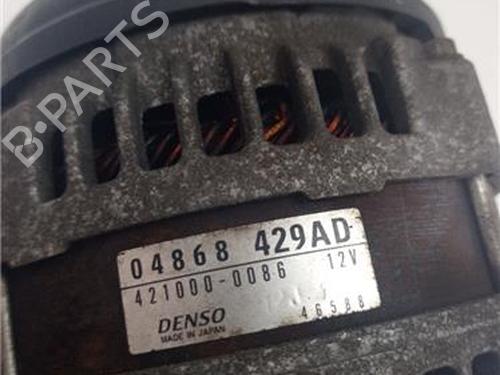 B-PARTS
04868 429AD
421000-0086 12V
DENSO
MADE IN JAPAN
46588